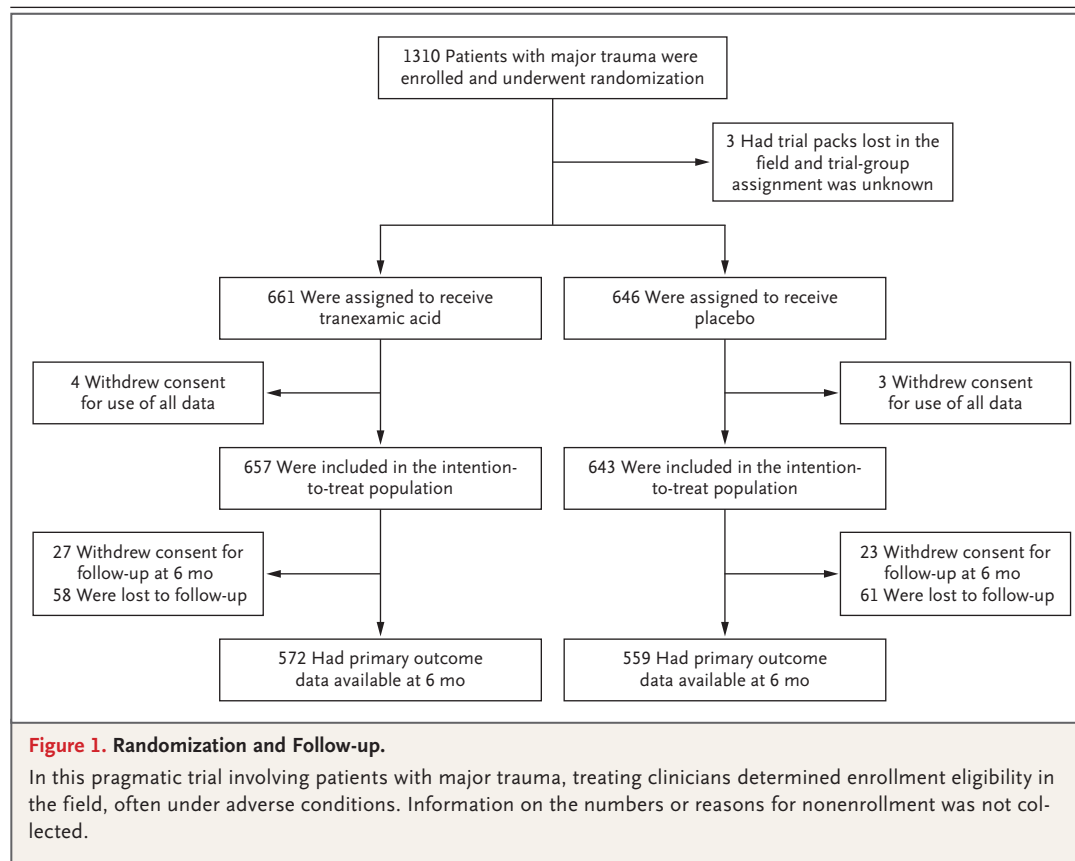 1310 Patients with major trauma were
enrolled and underwent randomization
3 Had trial packs lost in the
field and trial-group
assignment was unknown
661 Were assigned to receive
tranexamic acid
646 Were assigned to receive
placebo
4 Withdrew consent
for use of all data
3 Withdrew consent
for use of all data
657 Were included in the intention-
to-treat population
643 Were included in the intention-
to-treat population
27 Withdrew consent for
follow-up at 6 mo
58 Were lost to follow-up
23 Withdrew consent for
follow-up at 6 mo
61 Were lost to follow-up
572 Had primary outcome
data available at 6 mo
559 Had primary outcome
data available at 6 mo
Figure 1. Randomization and Follow-up.
In this pragmatic trial involving patients with major trauma, treating clinicians determined enrollment eligibility in
the field, often under adverse conditions. Information on the numbers or reasons for nonenrollment was not col-
lected.